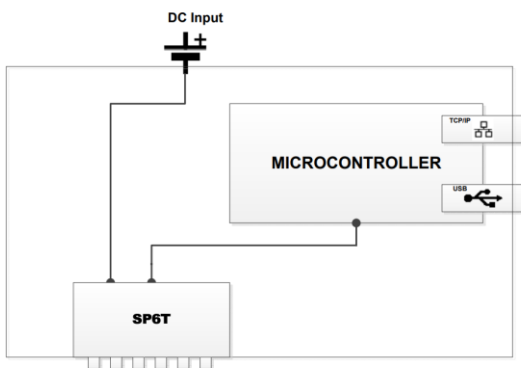 DC Input
+
TCP/IP
MICROCONTROLLER
USB
SP6T